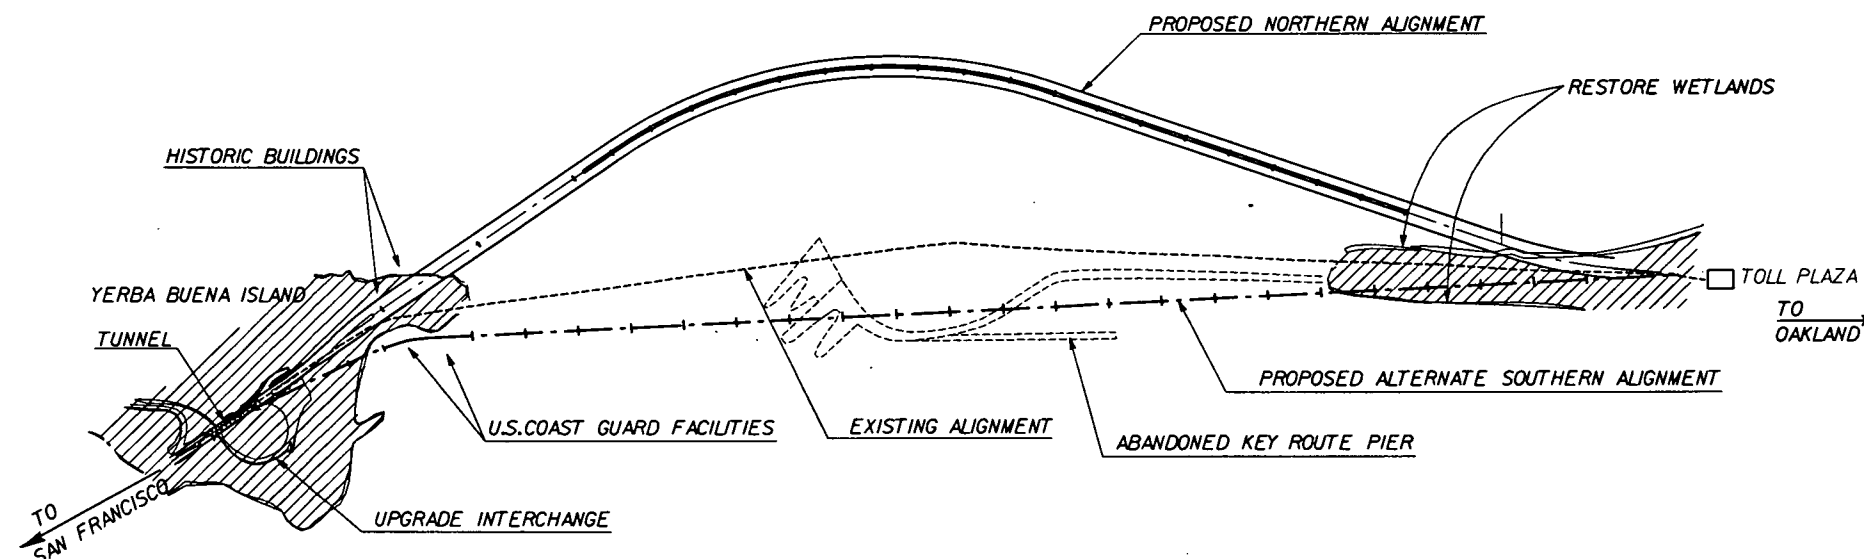 PROPOSED NORTHERN ALIGNMENT
RESTORE WETLANDS
HISTORIC BUILDINGS
YERBA BUENA ISLAND
TOLL PLAZA
TO
OAKLAND
TUNNEL
PROPOSED ALTERNATE SOUTHERN ALIGNMENT
U.S.COAST GUARD FACILITIES
EXISTING ALIGNMENT
ABANDONED KEY ROUTE PIER
UPGRADE INTERCHANGE
TO
SAN FRANCISCO